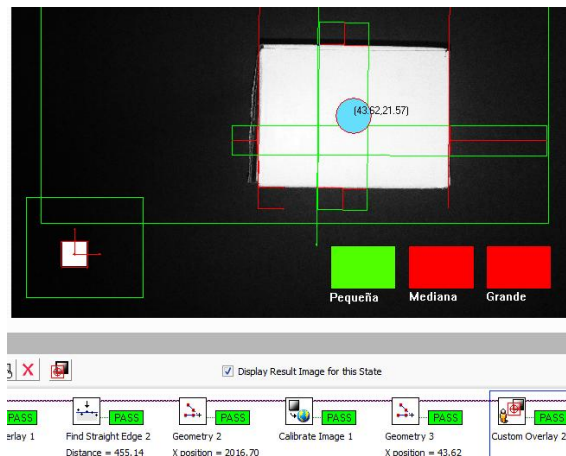 (43.62,21.57)
Pequeña Mediana Grande
Display Result Image for this State
PASS PASS PASS PASS PASS PASS
erlay 1 Find Straight Edge 2 Geometry 2 Calibrate Image 1 Geometry 3 Custom Overlay 2
Distance = 455.14 X position = 2016.70 X position = 43.62